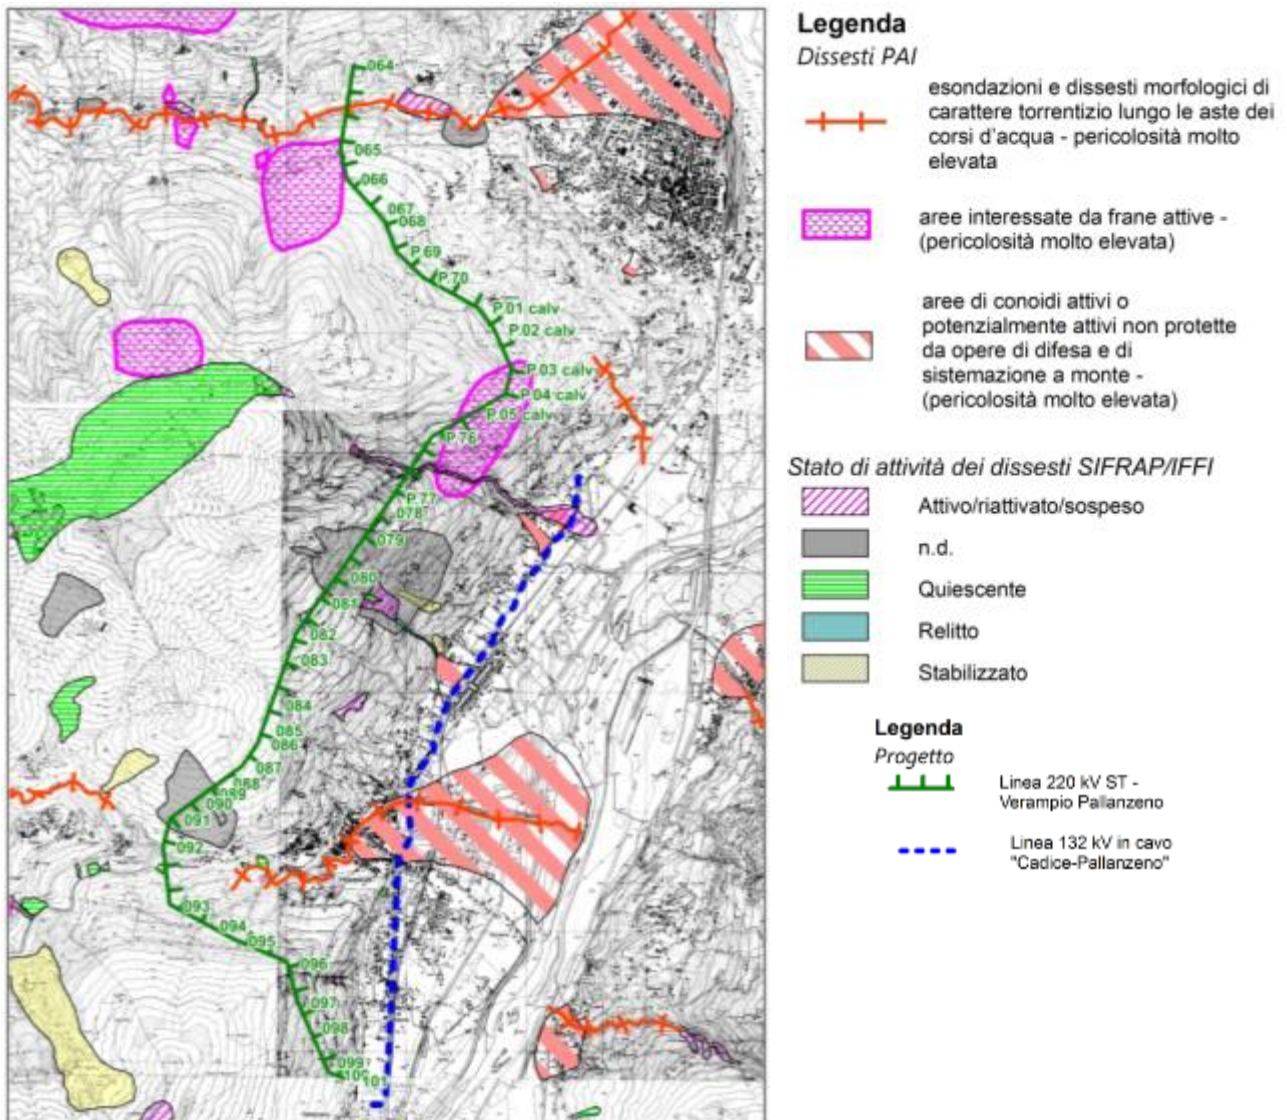 064
065
066
067
068
P.69
P.70
P.01 calv
P.02 calv
P.03 calv
P.04 calv
P.05 calv
P.76
P.77
078
079
080
081
082
083
084
085
086
087
088
089
090
091
092
093
094
095
096
097
098
099
101
Legenda
Dissesti PAI
esondazioni e dissesti morfologici di
carattere torrentizio lungo le aste dei
corsi d'acqua - pericolosità molto
elevata
aree interessate da frane attive -
(pericolosità molto elevata)
aree di conoidi attivi o
potenzialmente attivi non protette
da opere di difesa e di
sistemazione a monte -
(pericolosità molto elevata)
Stato di attività dei dissesti SIFRAP/IFFI
Attivo/riattivato/sospeso
n.d.
Quiescente
Relitto
Stabilizzato
Legenda
Progetto
Linea 220 kV ST -
Verampio Pallanzeno
Linea 132 kV in cavo
"Cadice-Pallanzeno"